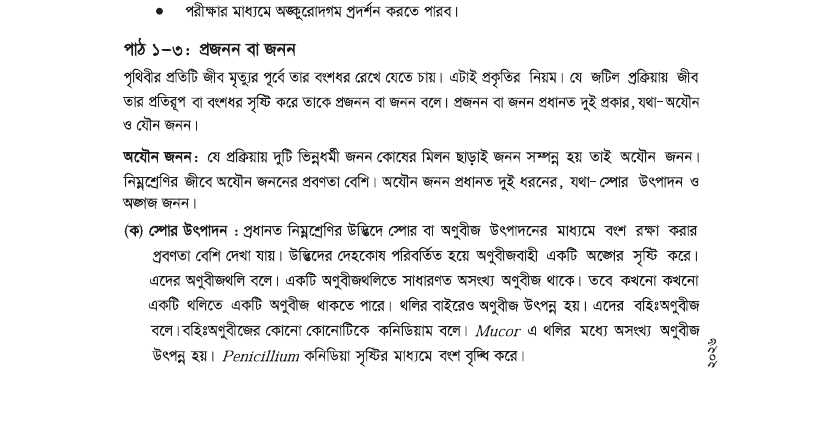 • পরীক্ষার মাধ্যমে অঙ্কুরোদগম প্রদর্শন করতে পারব।
পাঠ ১-৩: প্রজনন বা জনন
পৃথিবীর প্রতিটি জীব মৃত্যুর পূর্বে তার বংশধর রেখে যেতে চায়। এটাই প্রকৃতির নিয়ম। যে জটিল প্রক্রিয়ায় জীব
তার প্রতিরূপ বা বংশধর সৃষ্টি করে তাকে প্রজনন বা জনন বলে। প্রজনন বা জনন প্রধানত দুই প্রকার, যথা- অযৌন
ও যৌন জনন।
অযৌন জনন: যে প্রক্রিয়ায় দুটি ভিন্নধর্মী জনন কোষের মিলন ছাড়াই জনন সম্পন্ন হয় তাই অযৌন জনন।
নিম্নশ্রেণির জীবে অযৌন জননের প্রবণতা বেশি। অযৌন জনন প্রধানত দুই ধরনের, যথা- স্পোর উৎপাদন ও
অঙ্গজ জনন।
(ক) স্পোর উৎপাদন : প্রধানত নিম্নশ্রেণির উদ্ভিদে স্পোর বা অণুবীজ উৎপাদনের মাধ্যমে বংশ রক্ষা করার
প্রবণতা বেশি দেখা যায়। উদ্ভিদের দেহকোষ পরিবর্তিত হয়ে অণুবীজবাহী একটি অঙ্গের সৃষ্টি করে।
এদের অণুবীজথলি বলে। একটি অণুবীজথলিতে সাধারণত অসংখ্য অণুবীজ থাকে। তবে কখনো কখনো
একটি থলিতে একটি অণুবীজ থাকতে পারে। থলির বাইরেও অণুবীজ উৎপন্ন হয়। এদের বহিঃঅণুবীজ
বলে। বহিঃঅণুবীজের কোনো কোনোটিকে কনিডিয়াম বলে। Mucor এ থলির মধ্যে অসংখ্য অণুবীজ
উৎপন্ন হয়। Penicillium কনিডিয়া সৃষ্টির মাধ্যমে বংশ বৃদ্ধি করে।
২০২৬